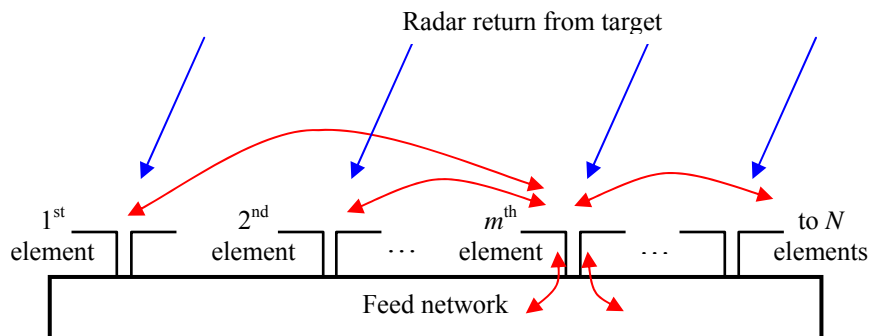 Radar return from target
1st element
2nd element
...
mth element
...
to N elements
Feed network